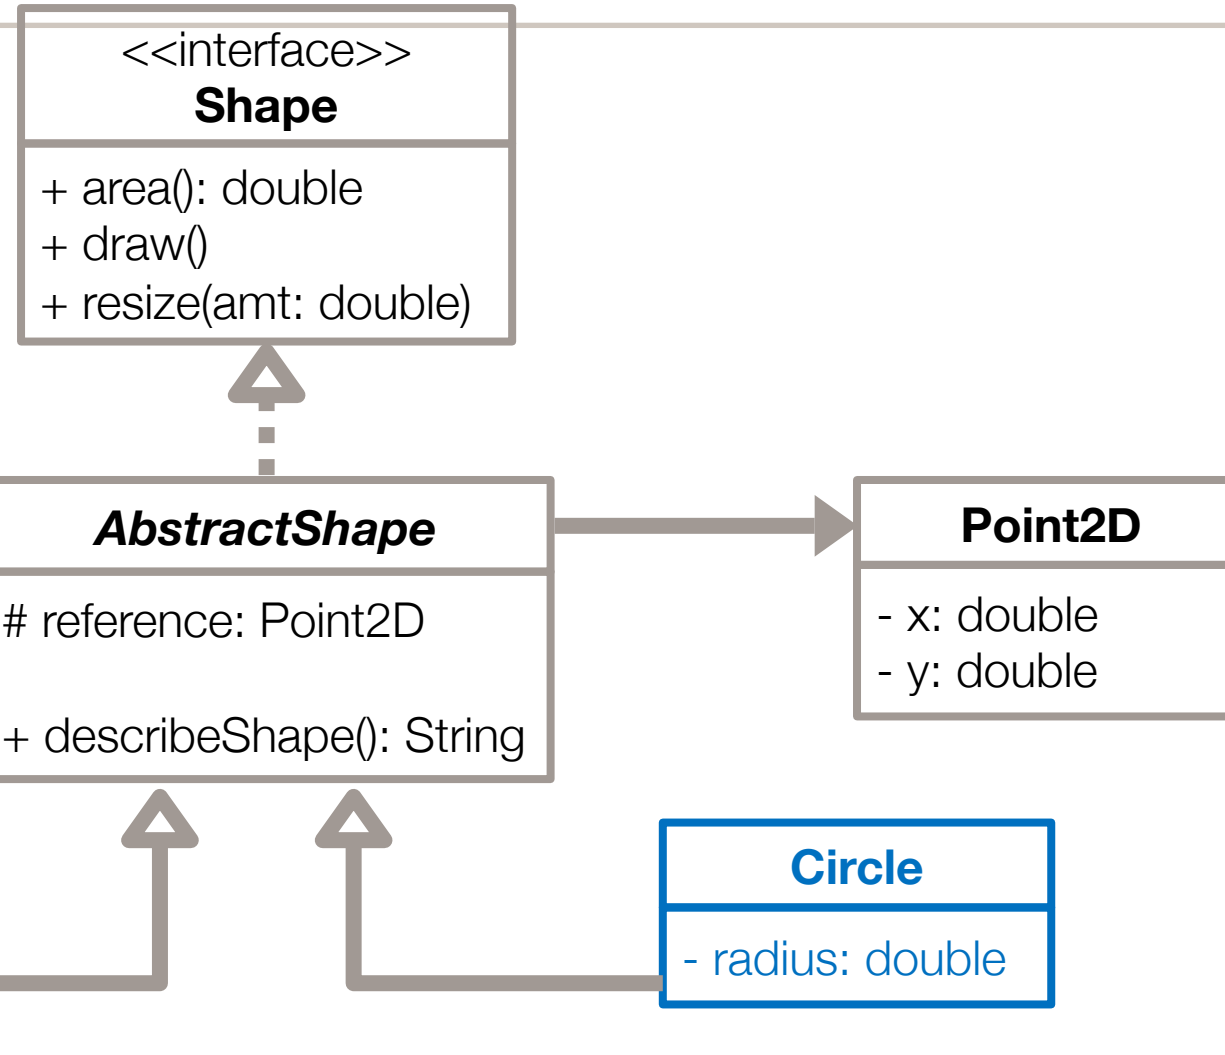 <<interface>>
Shape
+ area(): double
+ draw()
+ resize(amt: double)
AbstractShape
# reference: Point2D
+ describeShape(): String
Point2D
- x: double
- y: double
Circle
- radius: double